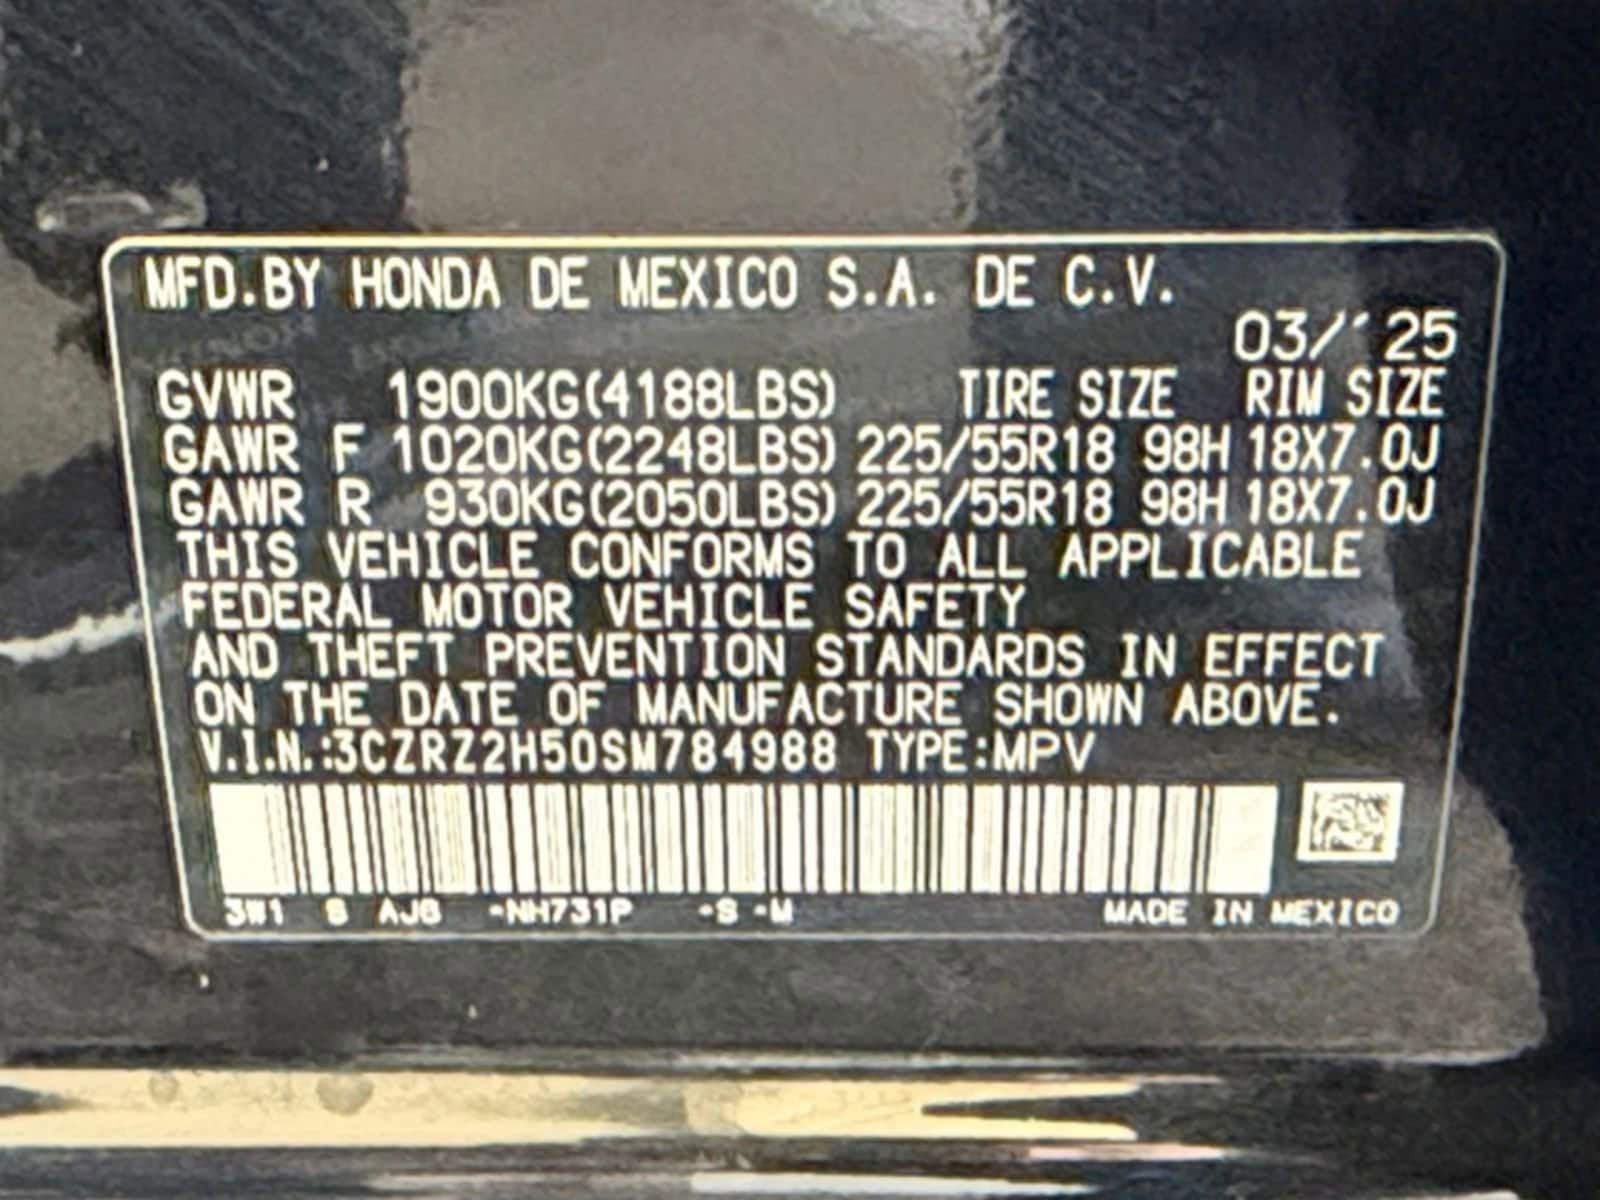 MFD.BY HONDA DE MEXICO S.A. DE C.V.
03/'25
GVWR 1900KG(4188LBS) TIRE SIZE RIM SIZE
GAWR F 1020KG(2248LBS) 225/55R18 98H 18X7.0J
GAWR R 930KG(2050LBS) 225/55R18 98H 18X7.0J
THIS VEHICLE CONFORMS TO ALL APPLICABLE
FEDERAL MOTOR VEHICLE SAFETY
AND THEFT PREVENTION STANDARDS IN EFFECT
ON THE DATE OF MANUFACTURE SHOWN ABOVE.
V.I.N.:3CZRZ2H50SM784988 TYPE:MPV
3W1 -NH731P -S -M MADE IN MEXICO